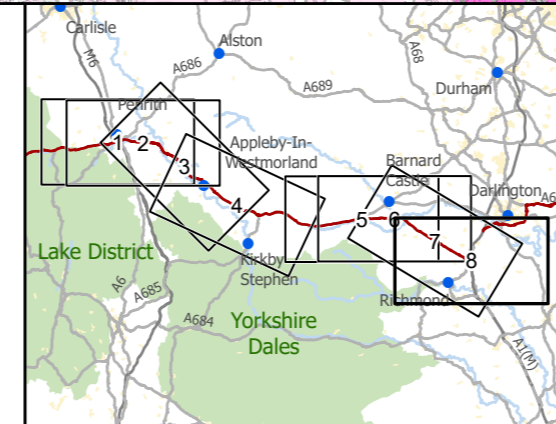 Carlisle
M6
Alston
A68
A686
A689
Durham
Penrith
1
2
Appleby-In-
Westmorland
3
Barnard
Castle
Darlington
A6
4
5
6
7
8
Lake District
Kirkby
Stephen
Richmond
A6
A685
A684
Yorkshire
Dales
A1(M)